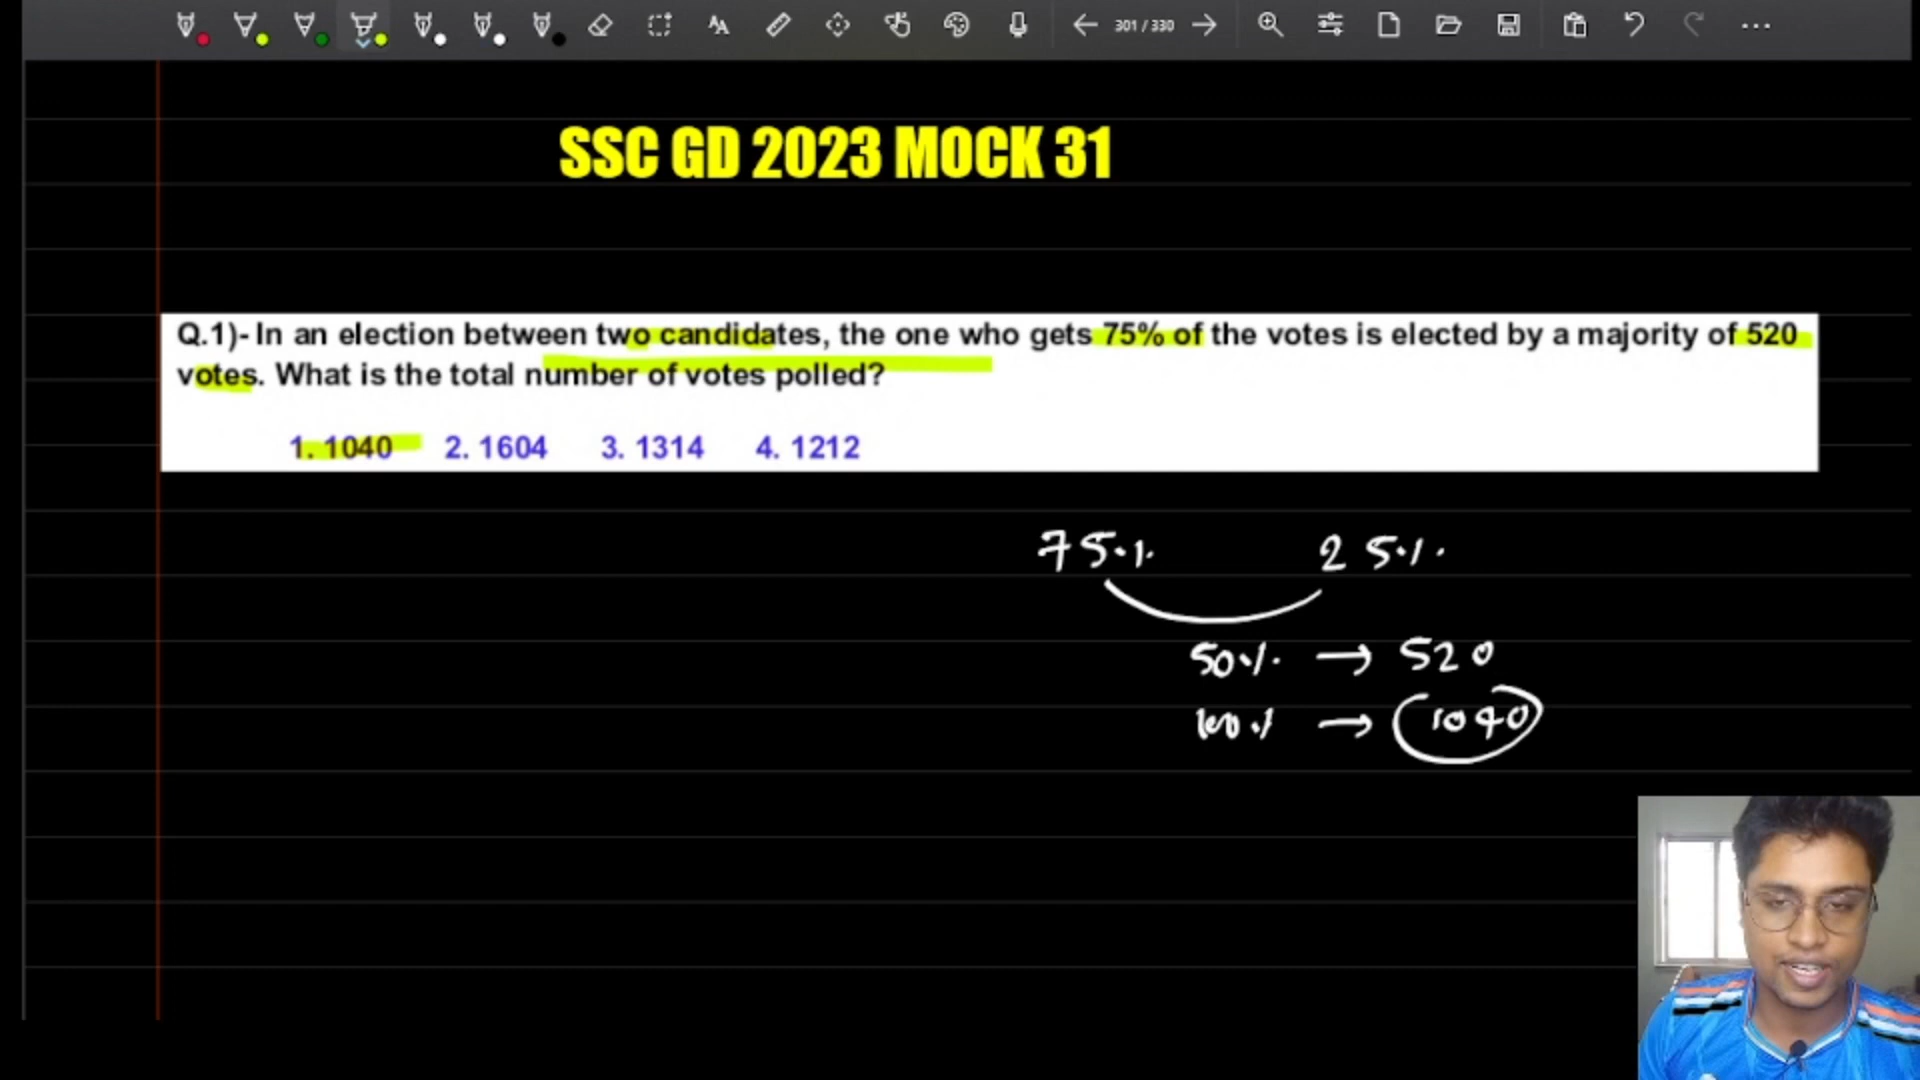 301 / 330
SSC GD 2023 MOCK 31
Q.1)- In an election between two candidates, the one who gets 75% of the votes is elected by a majority of 520
votes. What is the total number of votes polled?
1. 1040 2. 1604 3. 1314 4. 1212
75% 25%
50% → 520
100% → 1040